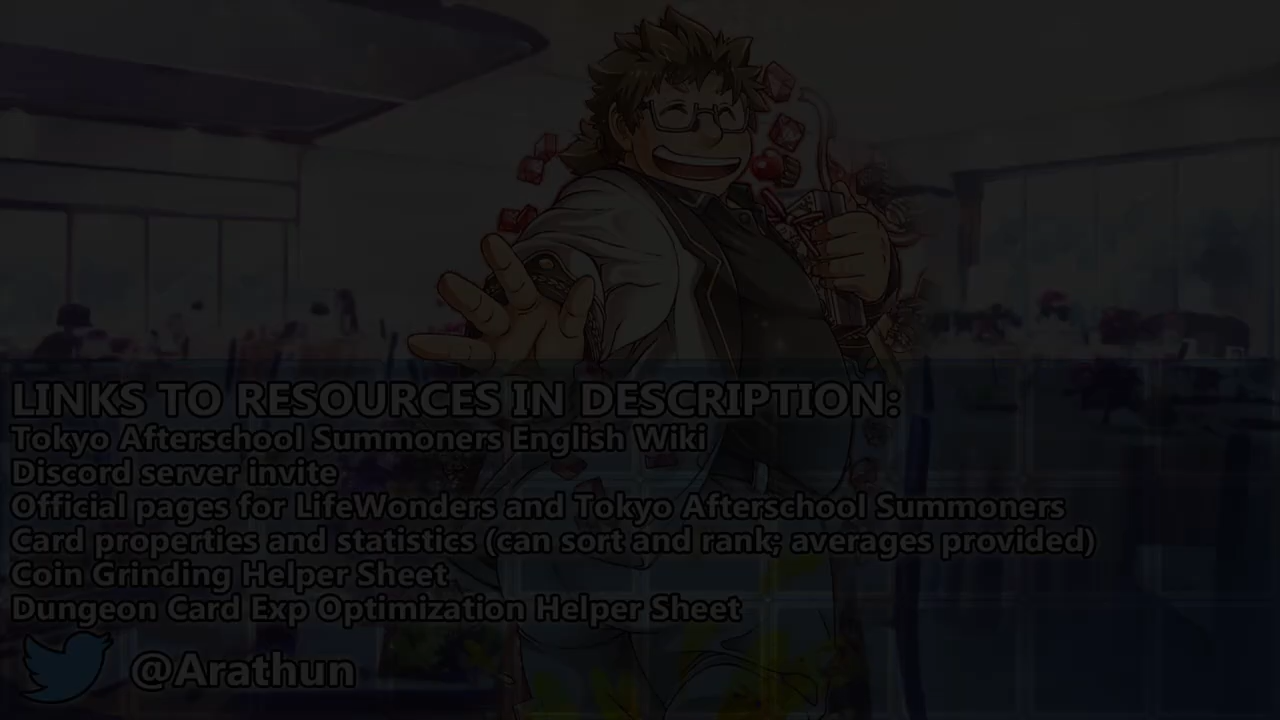 LINKS TO RESOURCES IN DESCRIPTION:
Tokyo Afterschool Summoners English Wiki
Discord server invite
Official pages for LifeWonders and Tokyo Afterschool Summoners
Card properties and statistics (can sort and rank; averages provided)
Coin Grinding Helper Sheet
Dungeon Card Exp Optimization Helper Sheet
@Arathun